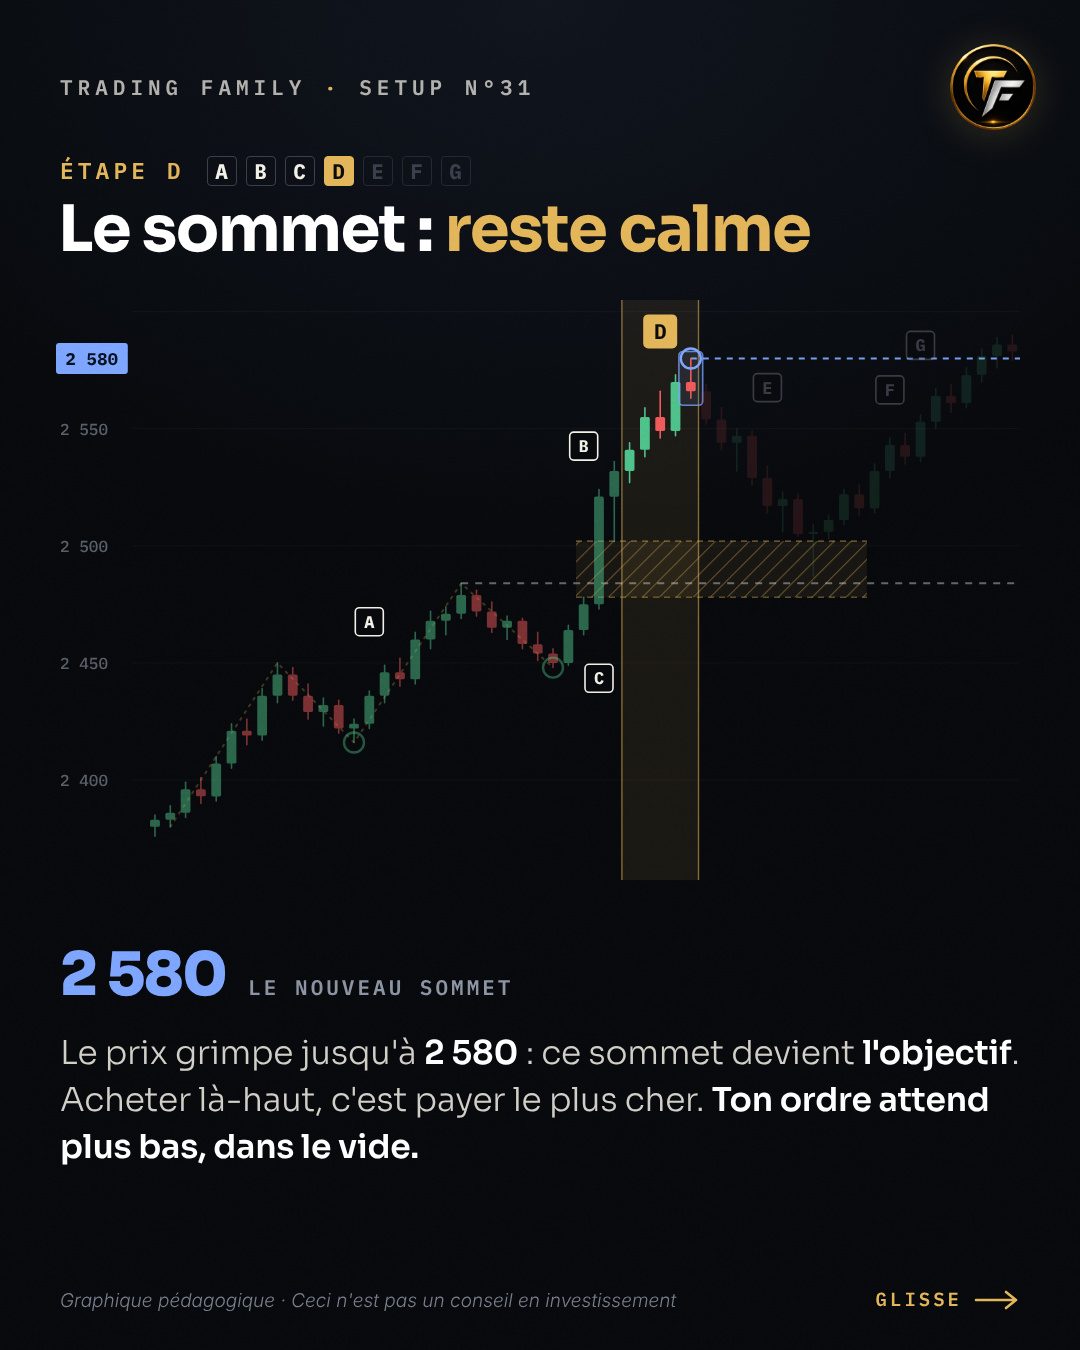 TRADING FAMILY · SETUP N°31
TF
ÉTAPE D A B C D E F G
Le sommet : reste calme
D
2 580
G
E
F
2 550
B
2 500
A
2 450
C
2 400
2 580 LE NOUVEAU SOMMET
Le prix grimpe jusqu'à 2 580 : ce sommet devient l'objectif.
Acheter là-haut, c'est payer le plus cher. Ton ordre attend
plus bas, dans le vide.
Graphique pédagogique · Ceci n'est pas un conseil en investissement
GLISSE →